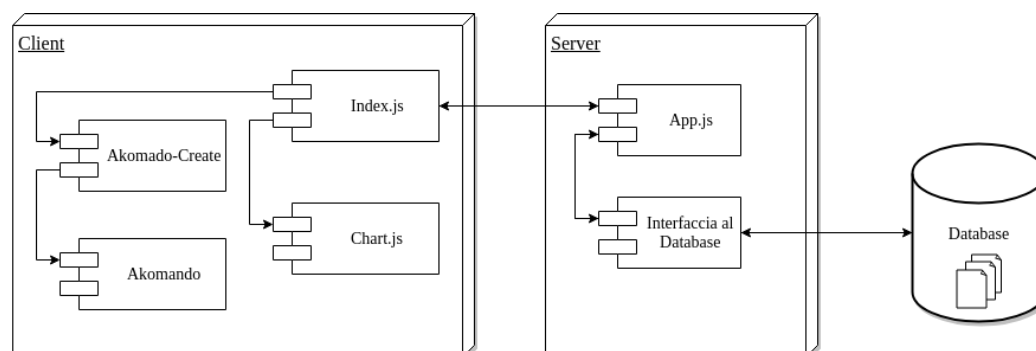 Client
Index.js
Akomado-Create
Chart.js
Akomando
Server
App.js
Interfaccia al
Database
Database